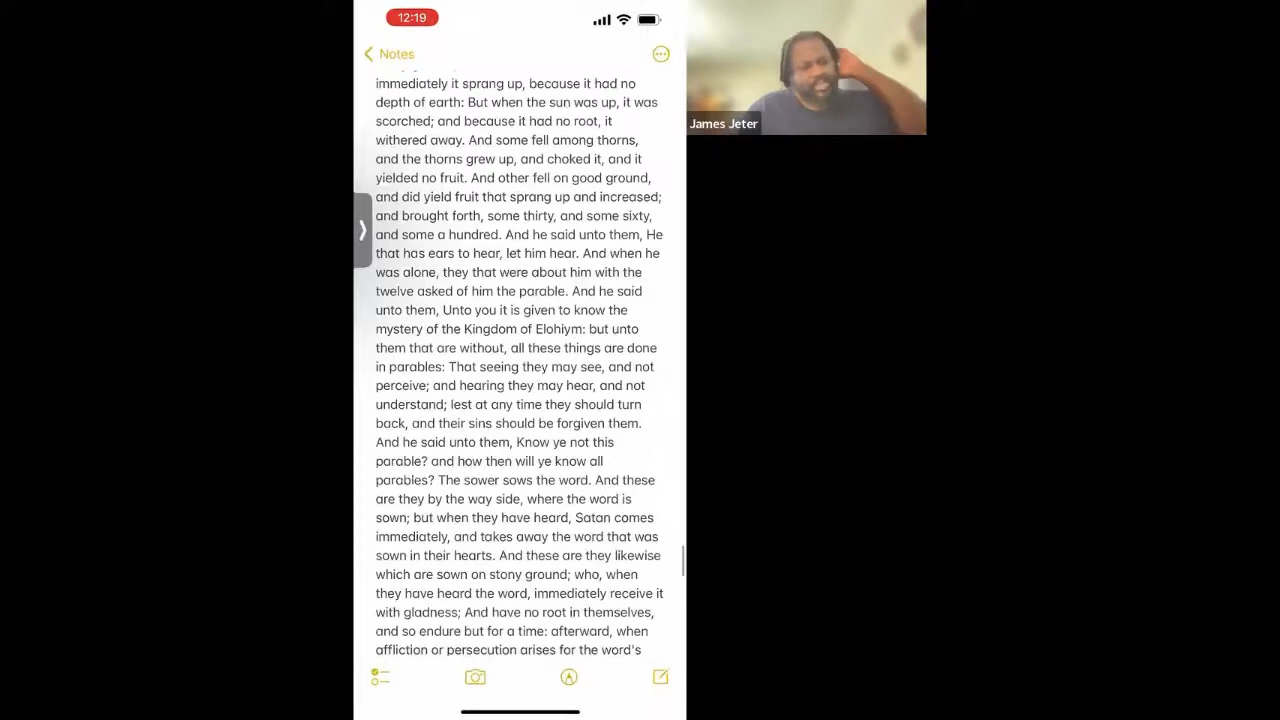 12:19
Notes
immediately it sprang up, because it had no
depth of earth: But when the sun was up, it was
scorched; and because it had no root, it
withered away. And some fell among thorns,
and the thorns grew up, and choked it, and it
yielded no fruit. And other fell on good ground,
and did yield fruit that sprang up and increased;
and brought forth, some thirty, and some sixty,
and some a hundred. And he said unto them, He
that has ears to hear, let him hear. And when he
was alone, they that were about him with the
twelve asked of him the parable. And he said
unto them, Unto you it is given to know the
mystery of the Kingdom of Elohiym: but unto
them that are without, all these things are done
in parables: That seeing they may see, and not
perceive; and hearing they may hear, and not
understand; lest at any time they should turn
back, and their sins should be forgiven them.
And he said unto them, Know ye not this
parable? and how then will ye know all
parables? The sower sows the word. And these
are they by the way side, where the word is
sown; but when they have heard, Satan comes
immediately, and takes away the word that was
sown in their hearts. And these are they likewise
which are sown on stony ground; who, when
they have heard the word, immediately receive it
with gladness; And have no root in themselves,
and so endure but for a time: afterward, when
affliction or persecution arises for the word's
James Jeter